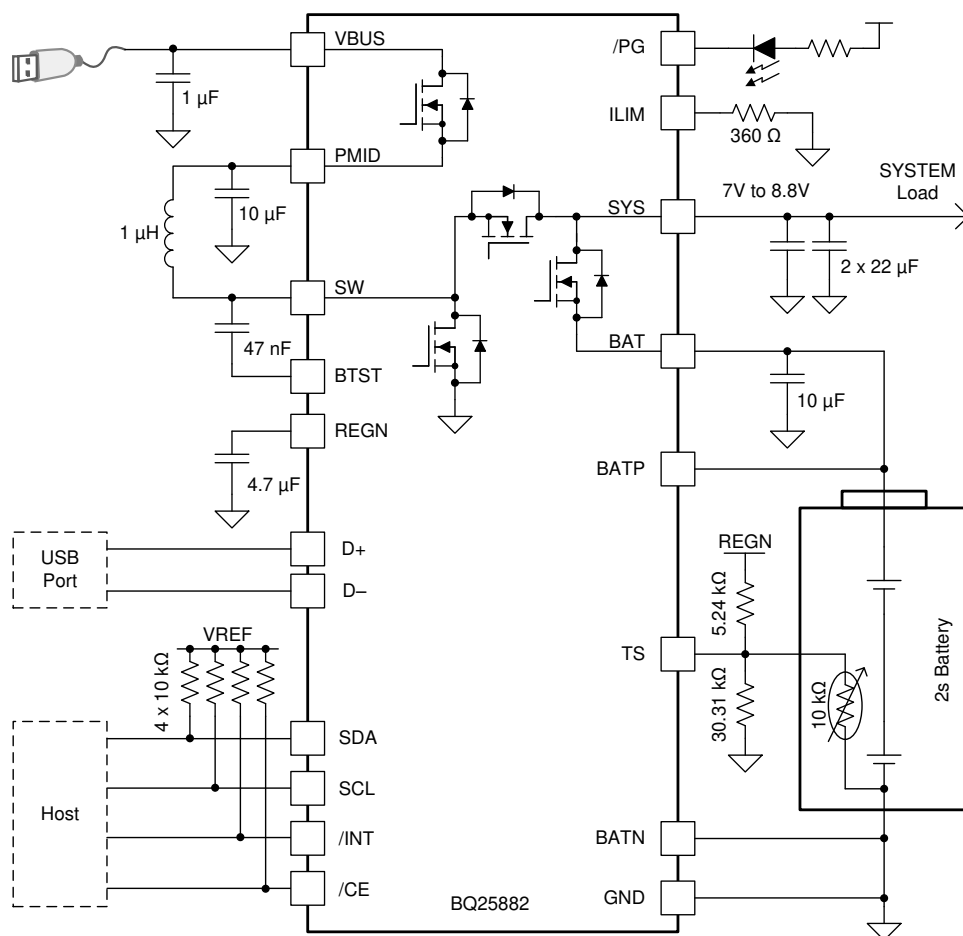 VBUS
/PG
1 µF
ILIM
360 Ω
PMID
10 µF
1 µH
SYS
7V to 8.8V
SYSTEM
Load
2 x 22 µF
SW
47 nF
BTST
BAT
10 µF
REGN
4.7 µF
BATP
USB
Port
D+
D–
REGN
5.24 kΩ
TS
30.31 kΩ
10 kΩ
2s Battery
VREF
4 x 10 kΩ
Host
SDA
SCL
/INT
/CE
BATN
GND
BQ25882